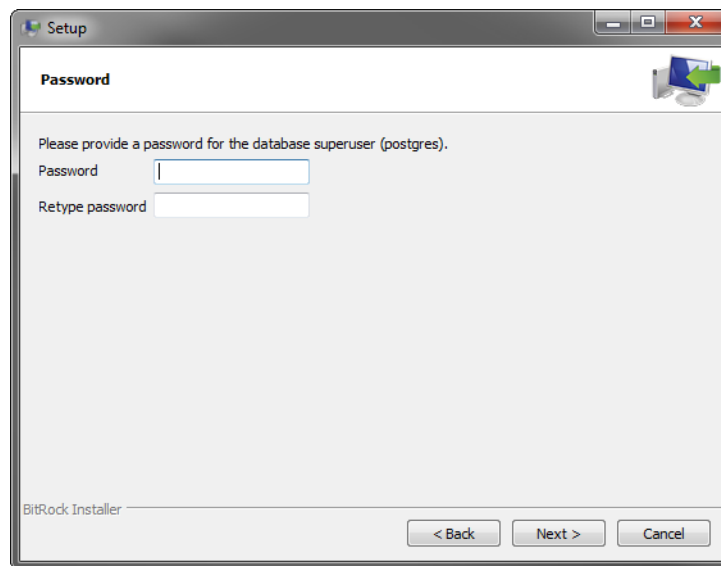 Setup
Password
Please provide a password for the database superuser (postgres).
Password
Retype password
BitRock Installer
< Back Next > Cancel